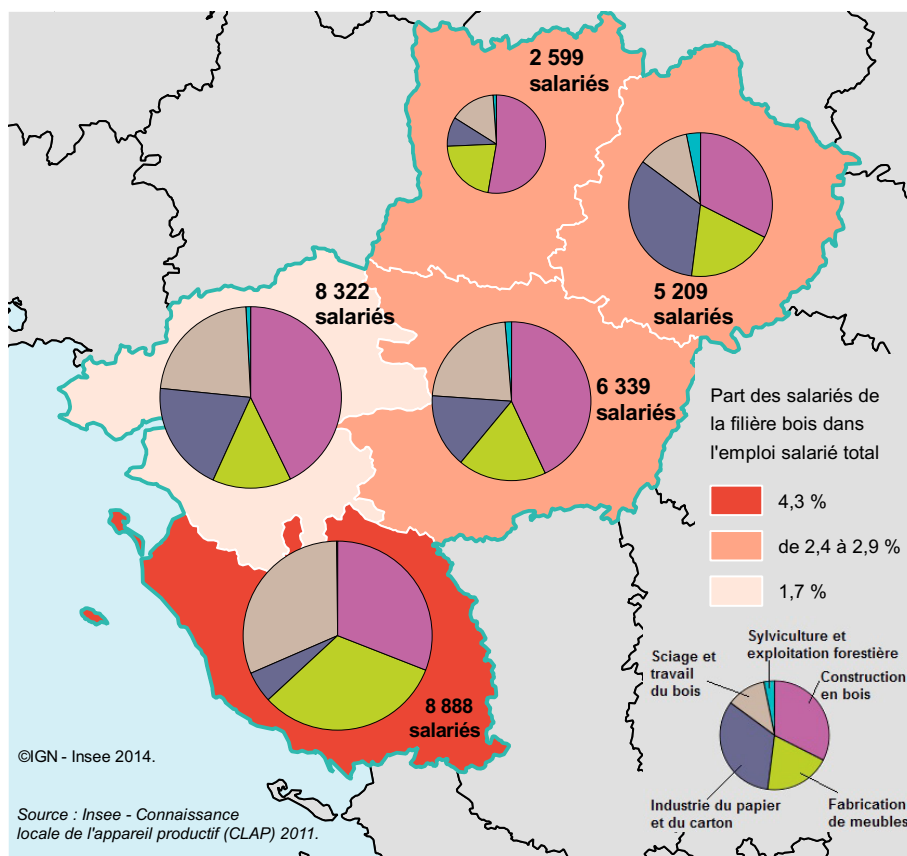 2 599
salariés
5 209
salariés
8 322
salariés
6 339
salariés
8 888
salariés
Part des salariés de
la filière bois dans
l'emploi salarié total
4,3 %
de 2,4 à 2,9 %
1,7 %
Sylviculture et
exploitation forestière
Sciage et
travail
du bois
Construction
en bois
Industrie du papier
et du carton
Fabrication
de meubles
©IGN - Insee 2014.
Source : Insee - Connaissance
locale de l'appareil productif (CLAP) 2011.